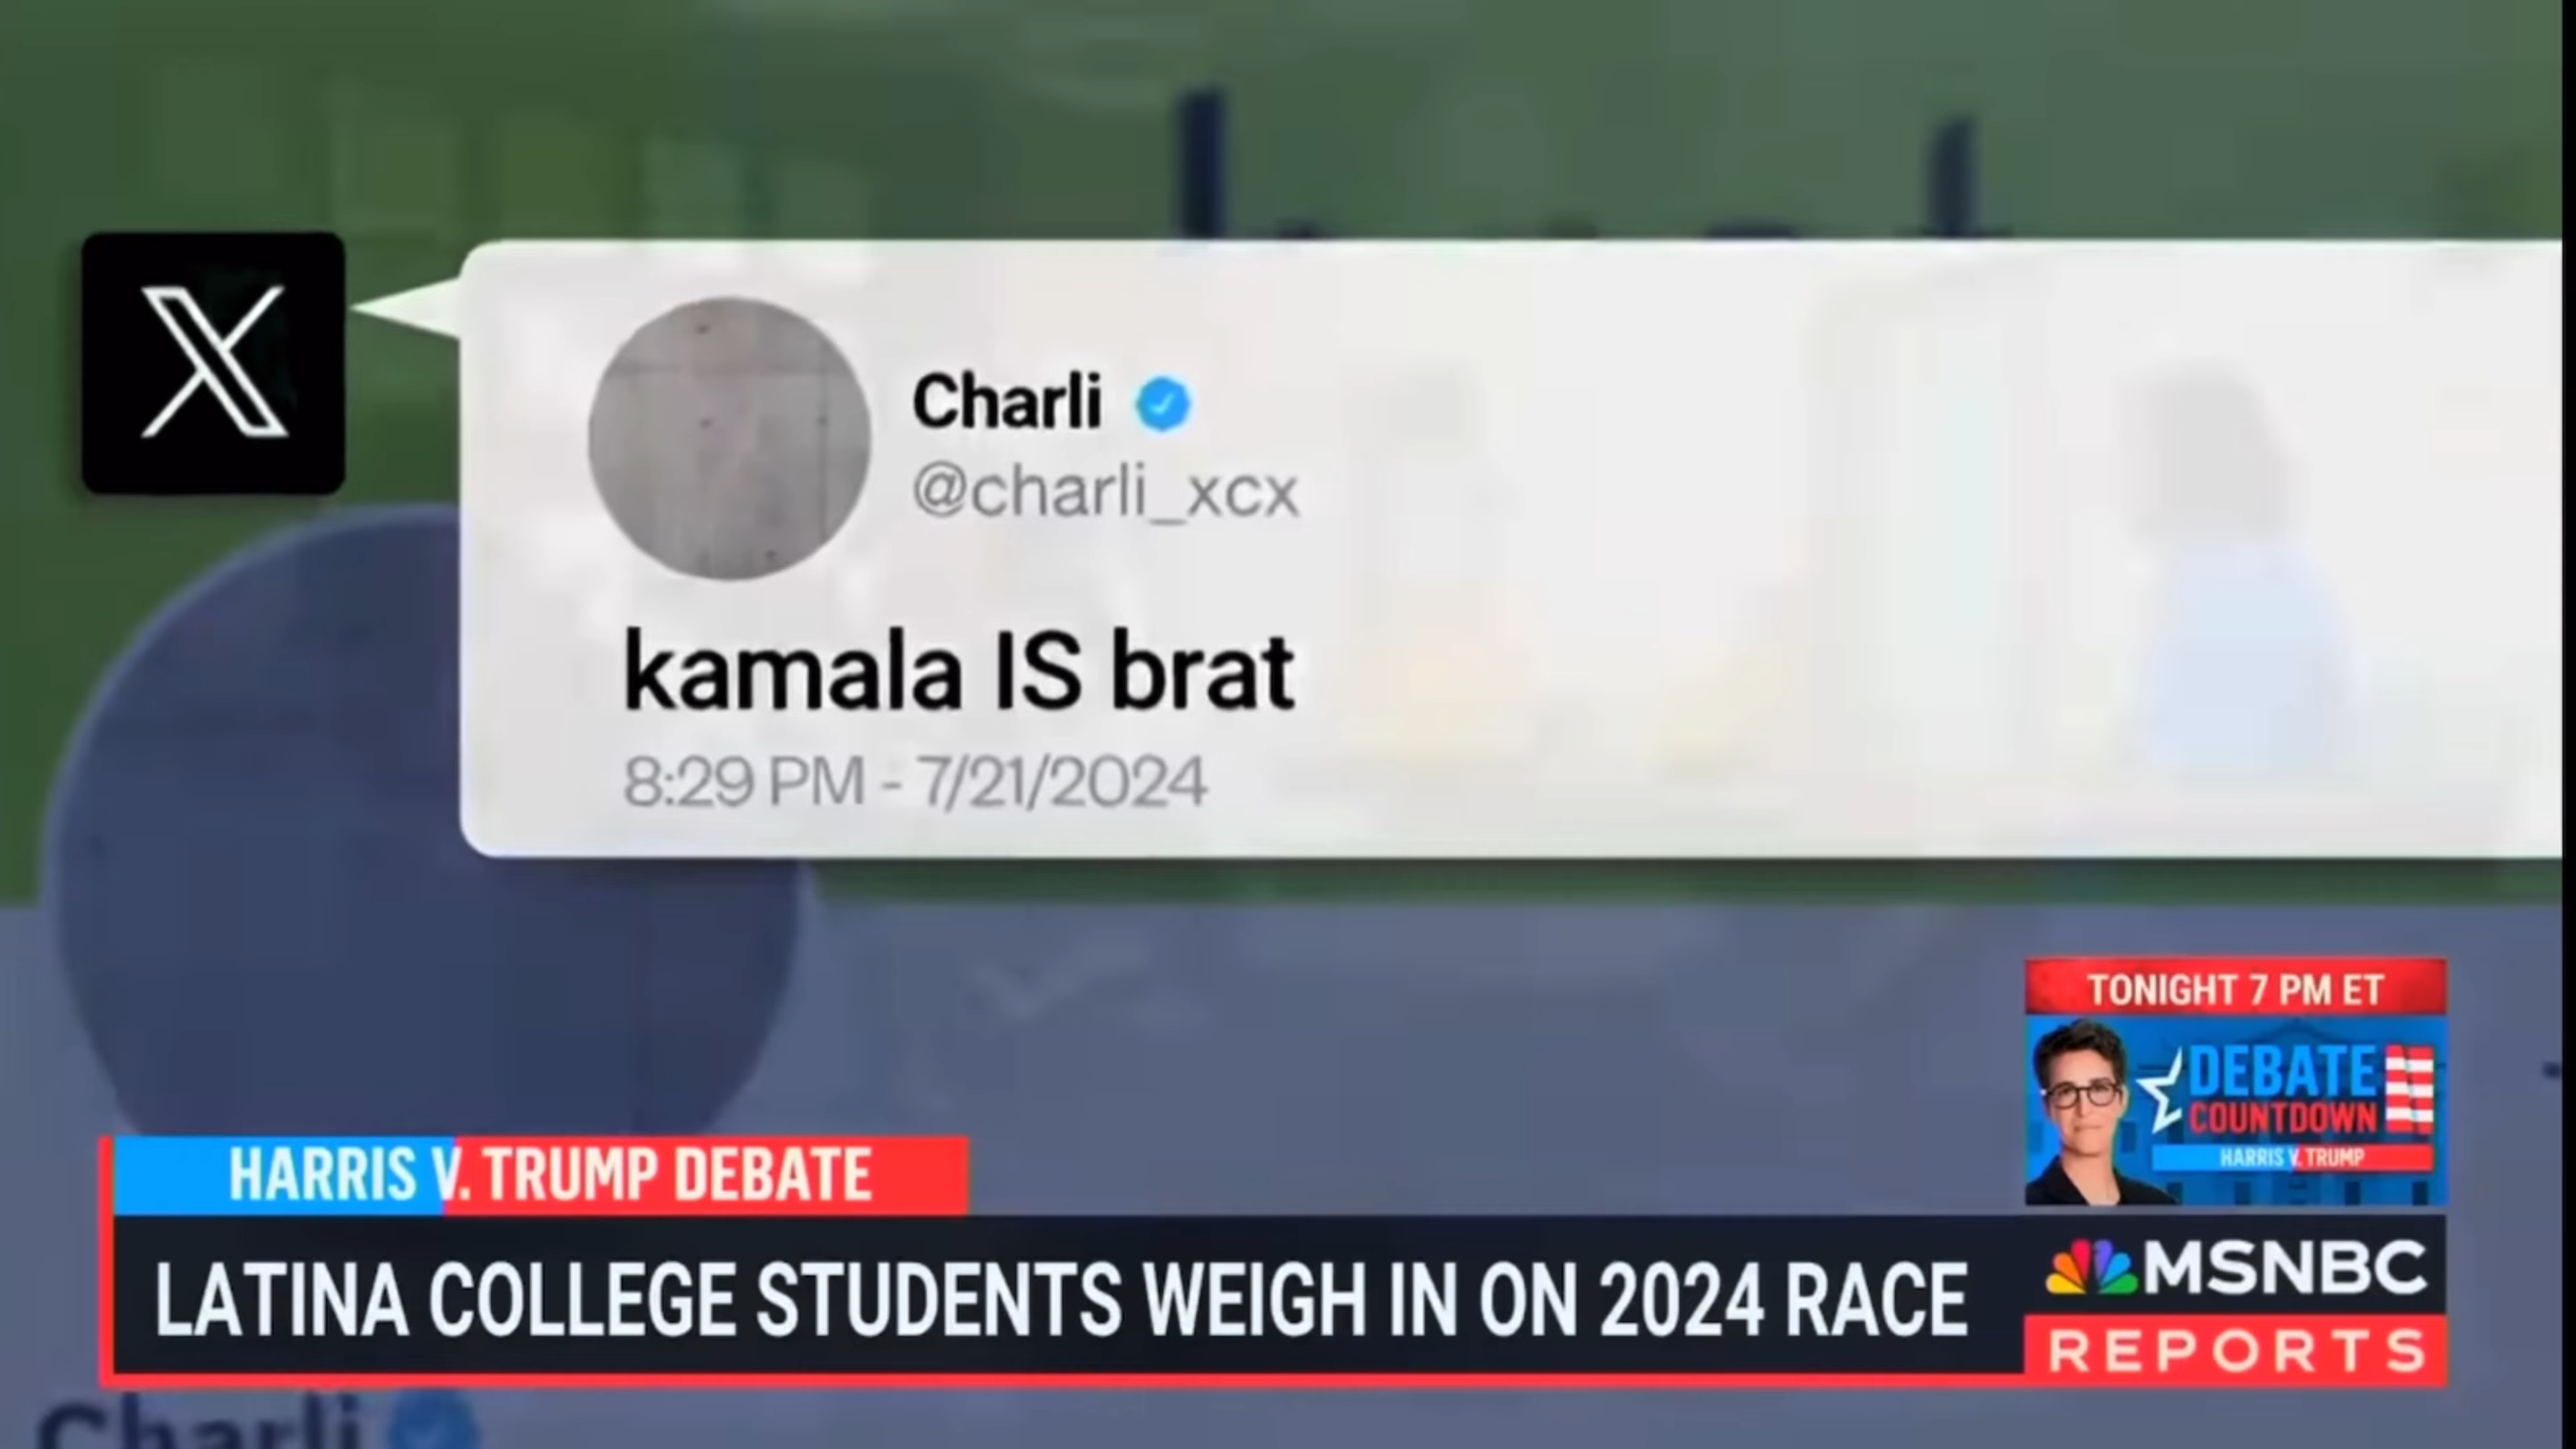 X
Charli
@charli_xcx
kamala IS brat
8:29 PM - 7/21/2024
TONIGHT 7 PM ET
DEBATE
COUNTDOWN
HARRIS V. TRUMP
HARRIS V. TRUMP DEBATE
LATINA COLLEGE STUDENTS WEIGH IN ON 2024 RACE
MSNBC
REPORTS
Charli